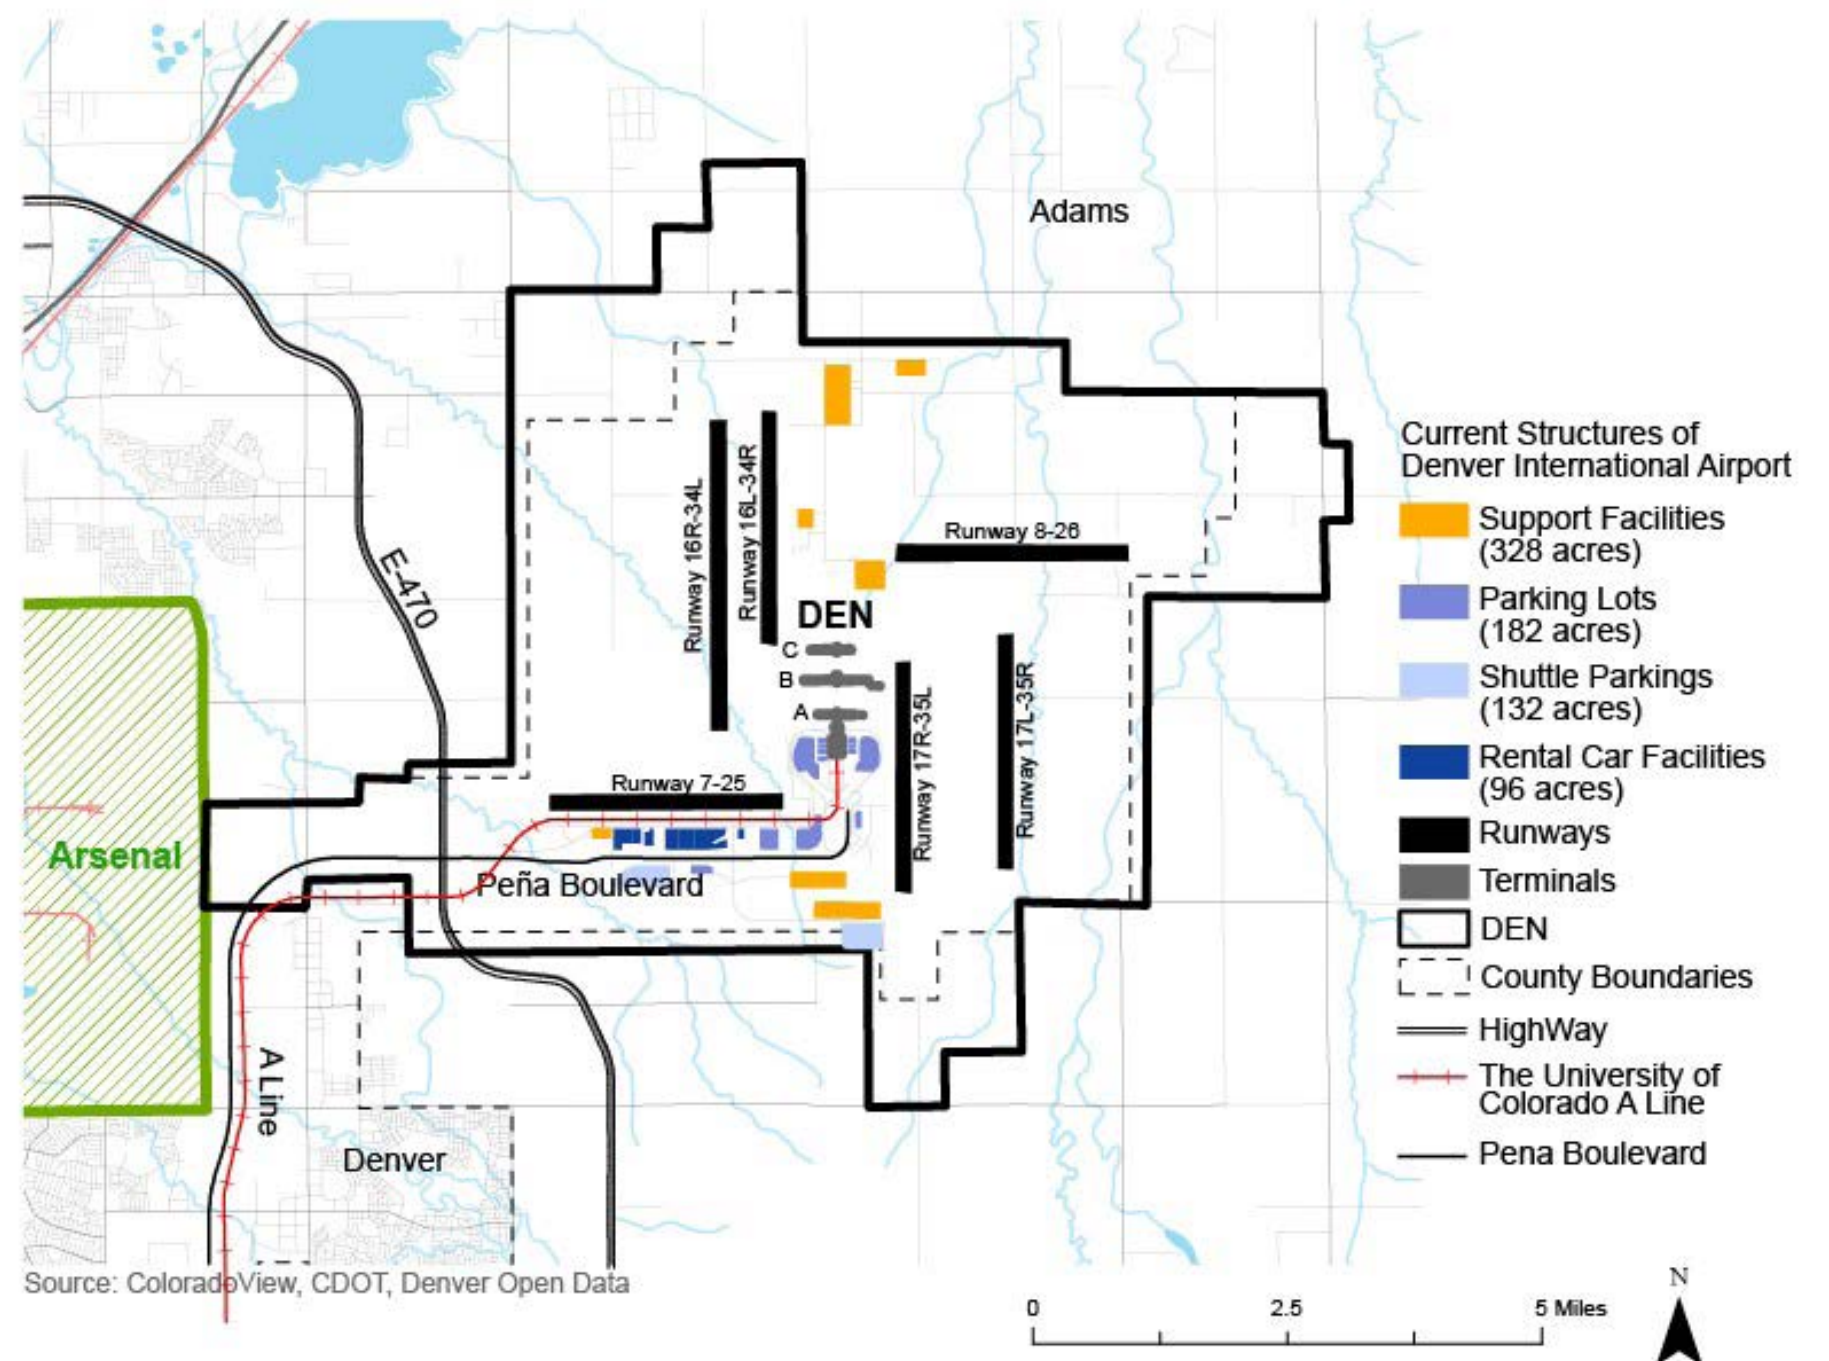 Adams
E-470
Runway 16R-34L
Runway 16L-34R
Runway 8-26
DEN
C
B
A
Runway 17R-35L
Runway 17L-35R
Runway 7-25
Peña Boulevard
Arsenal
A Line
Denver
Current Structures of
Denver International Airport
Support Facilities
(328 acres)
Parking Lots
(182 acres)
Shuttle Parkings
(132 acres)
Rental Car Facilities
(96 acres)
Runways
Terminals
DEN
County Boundaries
HighWay
The University of
Colorado A Line
Pena Boulevard
Source: ColoradoView, CDOT, Denver Open Data
0 2.5 5 Miles
N